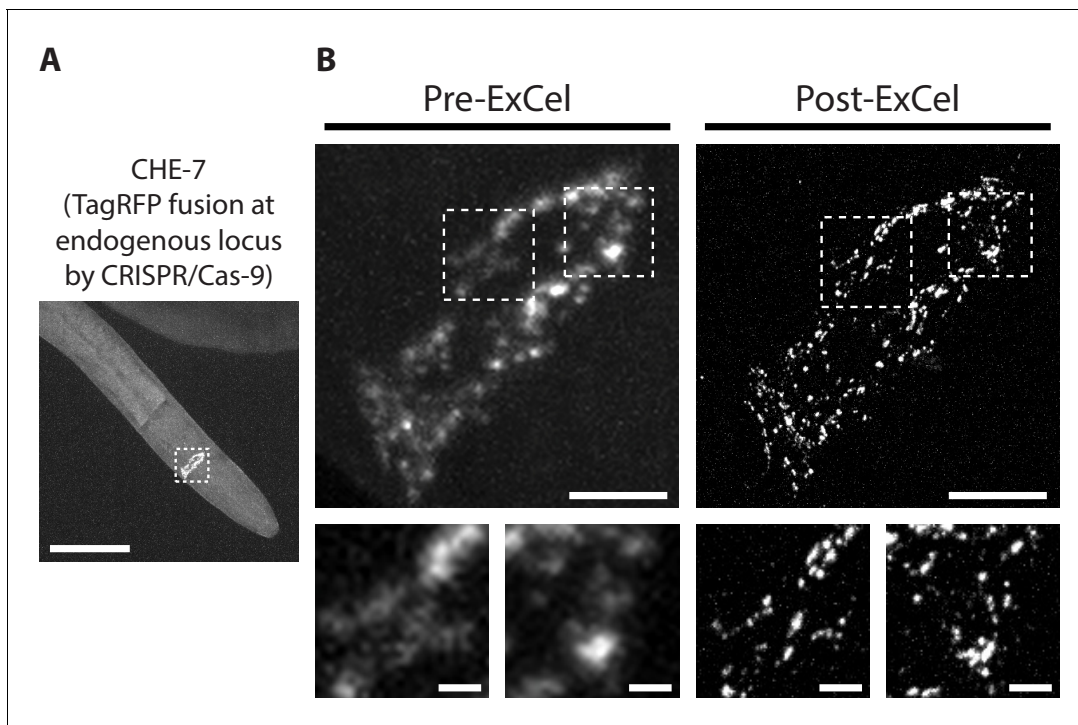 A
B
Pre-ExCel
Post-ExCel
CHE-7
(TagRFP fusion at
endogenous locus
by CRISPR/Cas-9)